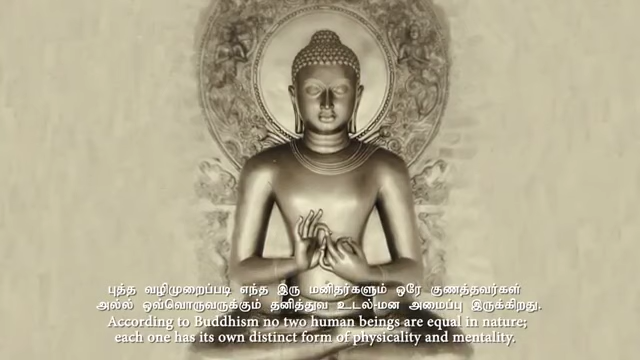 புத்த வழிமுறைப்படி எந்த இரு மனிதர்களும் ஒரே குணத்தவர்கள்
அல்ல் ஒவ்வொருவருக்கும் தனித்துவ உடல்-மன அமைப்பு இருக்கிறது.
According to Buddhism no two human beings are equal in nature;
each one has its own distinct form of physicality and mentality.